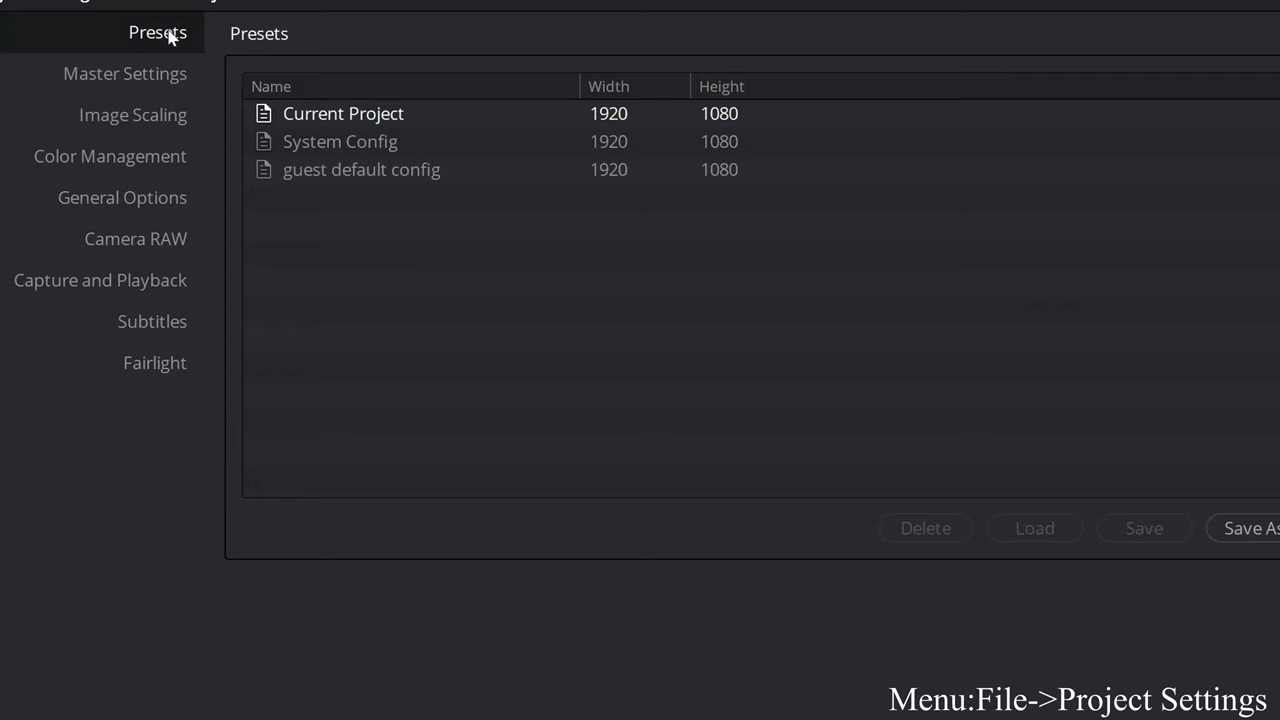 Presets
Master Settings
Image Scaling
Color Management
General Options
Camera RAW
Capture and Playback
Subtitles
Fairlight
Presets
Name Width Height
Current Project 1920 1080
System Config 1920 1080
guest default config 1920 1080
Delete Load Save Save As
Menu:File->Project Settings